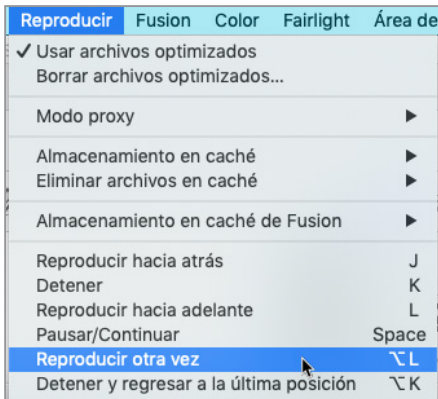 Reproducir Fusion Color Fairlight Área de
✓ Usar archivos optimizados
Borrar archivos optimizados...
Modo proxy ▶
Almacenamiento en caché ▶
Eliminar archivos en caché ▶
Almacenamiento en caché de Fusion ▶
Reproducir hacia atrás J
Detener K
Reproducir hacia adelante L
Pausar/Continuar Space
Reproducir otra vez ⌥L
Detener y regresar a la última posición ⌥K